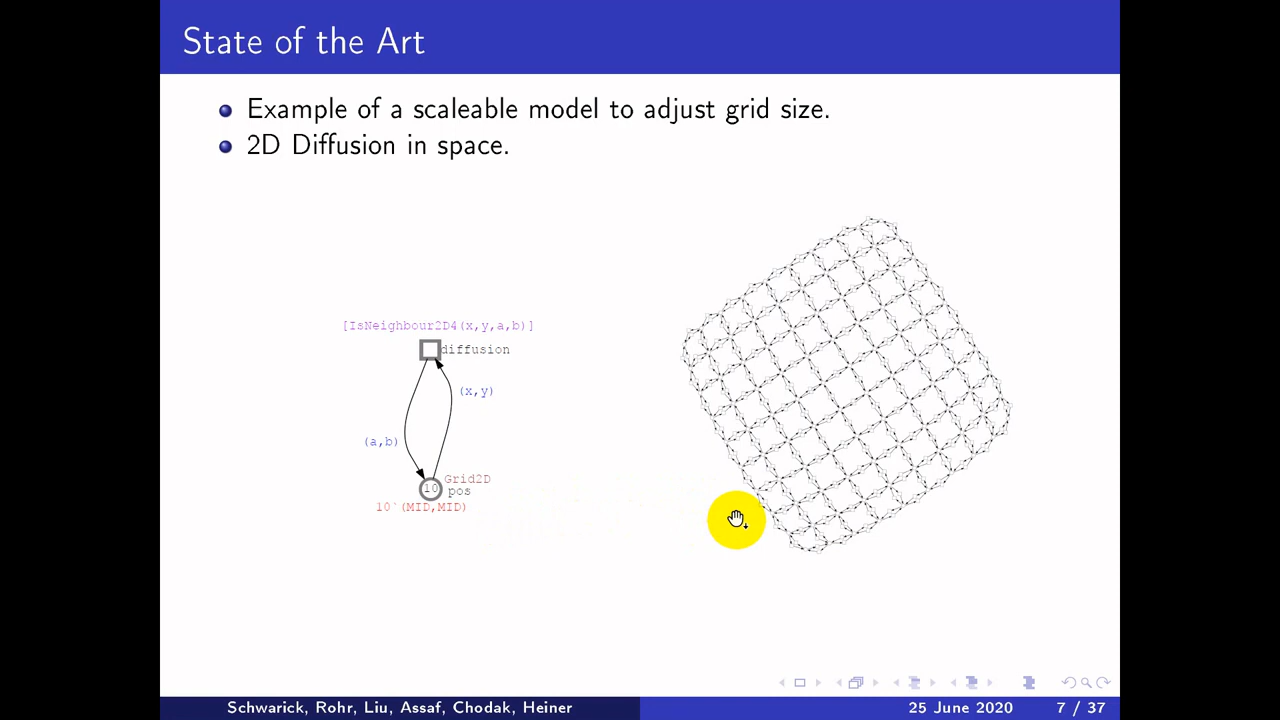 State of the Art
Example of a scaleable model to adjust grid size.
2D Diffusion in space.
[IsNeighbour2D4(x,y,a,b)]
diffusion
(x,y)
(a,b)
Grid2D
10 pos
10`(MID,MID)
Schwarick, Rohr, Liu, Assaf, Chodak, Heiner
25 June 2020
7 / 37